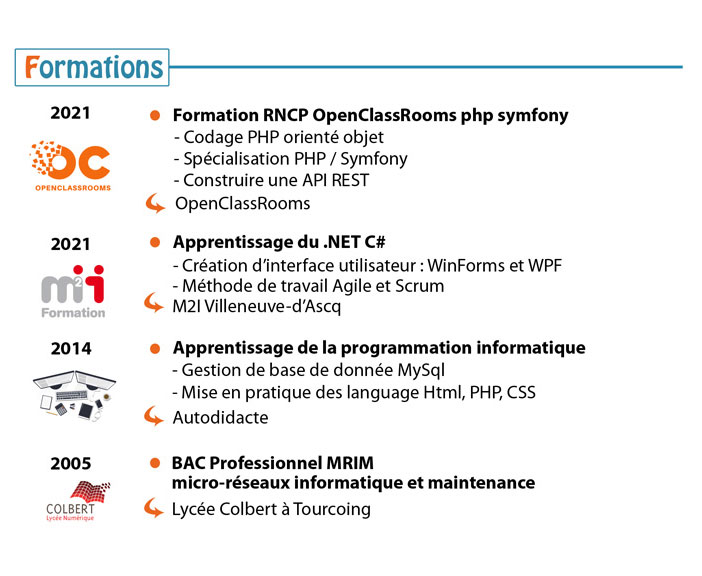 Formations
2021
OC
OPENCLASSROOMS
Formation RNCP OpenClassRooms php symfony
- Codage PHP orienté objet
- Spécialisation PHP / Symfony
- Construire une API REST
OpenClassRooms
2021
m2i
Formation
Apprentissage du .NET C#
- Création d’interface utilisateur : WinForms et WPF
- Méthode de travail Agile et Scrum
M2I Villeneuve-d’Ascq
2014
Apprentissage de la programmation informatique
- Gestion de base de donnée MySql
- Mise en pratique des language Html, PHP, CSS
Autodidacte
2005
COLBERT
Lycée Numérique
BAC Professionnel MRIM
micro-réseaux informatique et maintenance
Lycée Colbert à Tourcoing